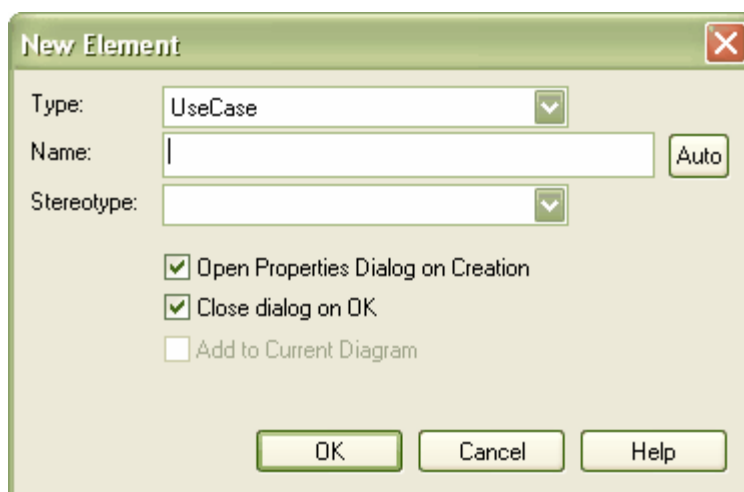 New Element
Type: UseCase
Name: Auto
Stereotype:
Open Properties Dialog on Creation
Close dialog on OK
Add to Current Diagram
OK Cancel Help